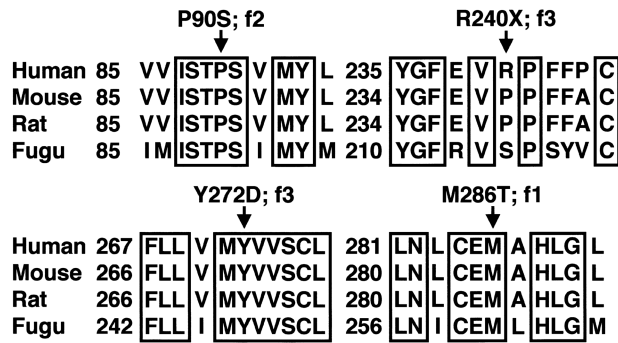 P90S; f2 R240X; f3
Human 85 VV ISTPS V MY L 235 YGF E V R P FFP C
Mouse 85 VV ISTPS V MY L 234 YGF E V P P FFA C
Rat 85 VV ISTPS V MY L 234 YGF E V P P FFA C
Fugu 85 IM ISTPS I MY M 210 YGF R V S P SYV C
Y272D; f3 M286T; f1
Human 267 FLL V MYVVSCL 281 LN L CEM A HLG L
Mouse 266 FLL V MYVVSCL 280 LN L CEM A HLG L
Rat 266 FLL V MYVVSCL 280 LN L CEM A HLG L
Fugu 242 FLL I MYVVSCL 256 LN I CEM L HLG M